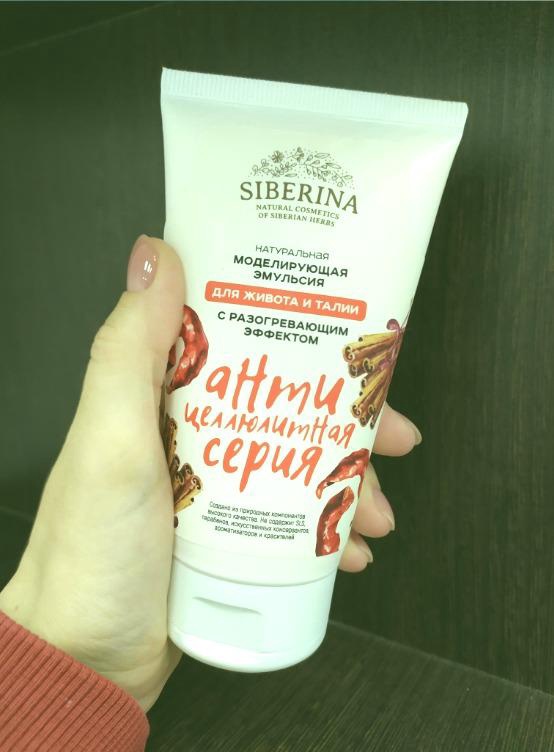 SIBERINA
NATURAL COSMETICS
OF SIBERIAN HERBS
НАТУРАЛЬНАЯ
МОДЕЛИРУЮЩАЯ
ЭМУЛЬСИЯ
ДЛЯ ЖИВОТА И ТАЛИИ
С РАЗОГРЕВАЮЩИМ
ЭФФЕКТОМ
анти
целлюлитная
серия
Создано из природных компонентов
высокого качества. Не содержит SLS,
парабенов, искусственных консервантов,
ароматизаторов и красителей